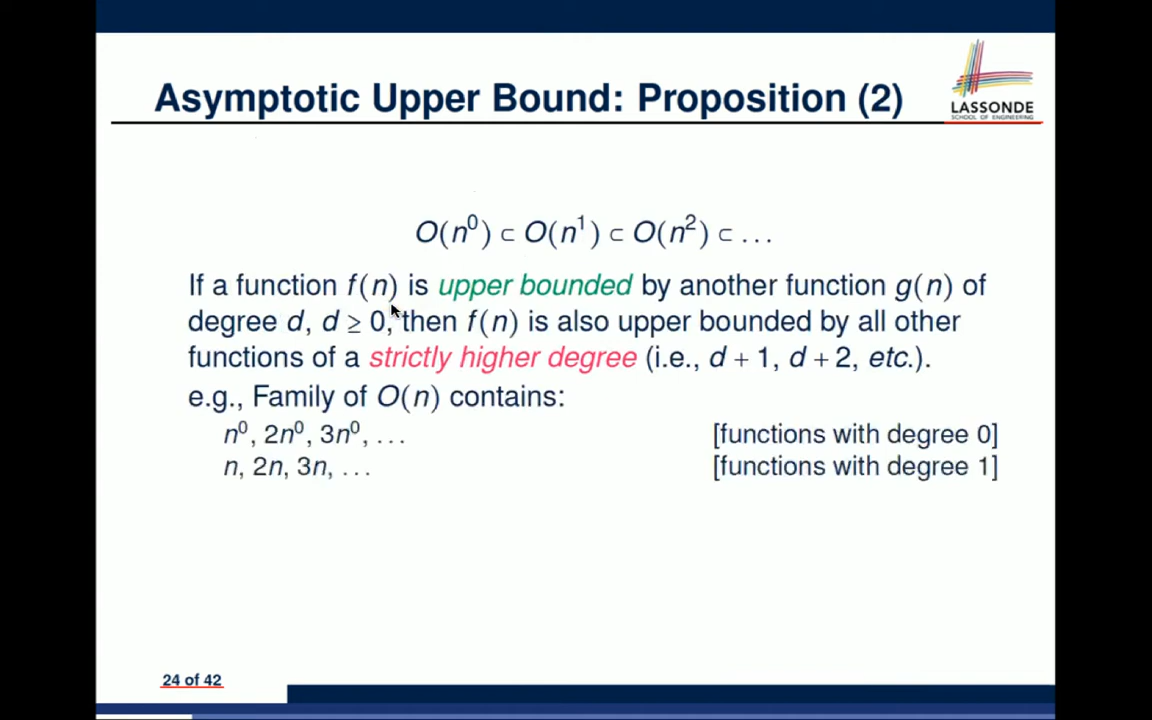 Asymptotic Upper Bound: Proposition (2)
LASSONDE
SCHOOL OF ENGINEERING
O(n⁰) ⊂ O(n¹) ⊂ O(n²) ⊂ …
If a function f(n) is upper bounded by another function g(n) of
degree d, d ≥ 0, then f(n) is also upper bounded by all other
functions of a strictly higher degree (i.e., d + 1, d + 2, etc.).
e.g., Family of O(n) contains:
n⁰, 2n⁰, 3n⁰, … [functions with degree 0]
n, 2n, 3n, … [functions with degree 1]
24 of 42